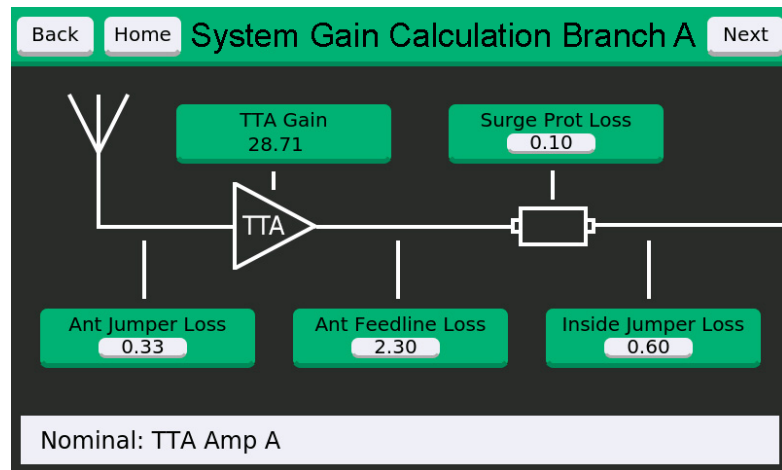 Back
Home
System Gain Calculation Branch A
Next
TTA Gain
28.71
Surge Prot Loss
0.10
TTA
Ant Jumper Loss
0.33
Ant Feedline Loss
2.30
Inside Jumper Loss
0.60
Nominal: TTA Amp A